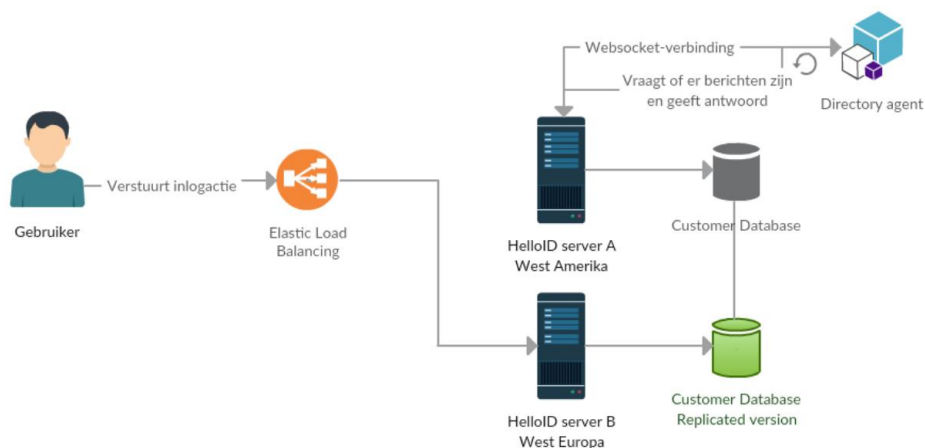 Websocket-verbinding
Vraagt of er berichten zijn
en geeft antwoord
Directory agent
Verstuurt inlogactie
Gebruiker
Elastic Load
Balancing
Customer Database
HelloID server A
West Amerika
Customer Database
Replicated version
HelloID server B
West Europa